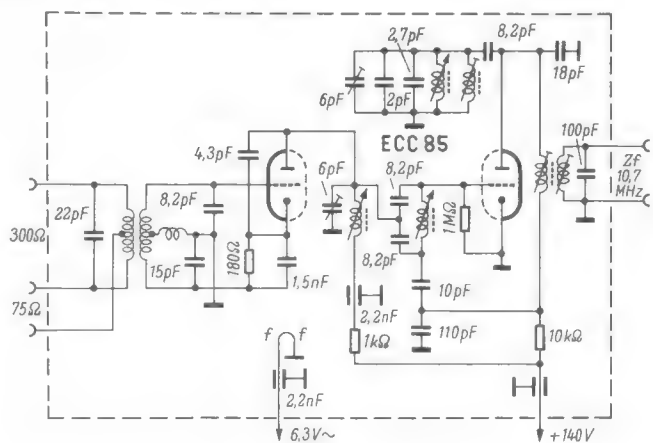 2,7pF
8,2pF
18pF
6pF
2pF
ECC 85
100pF
Zf
10,7
MHz
4,3pF
6pF
8,2pF
1MΩ
22pF
8,2pF
300Ω
15pF
180Ω
1,5nF
8,2pF
10pF
75Ω
2,2nF
1kΩ
110pF
10kΩ
f f
2,2nF
6,3V~
+140V